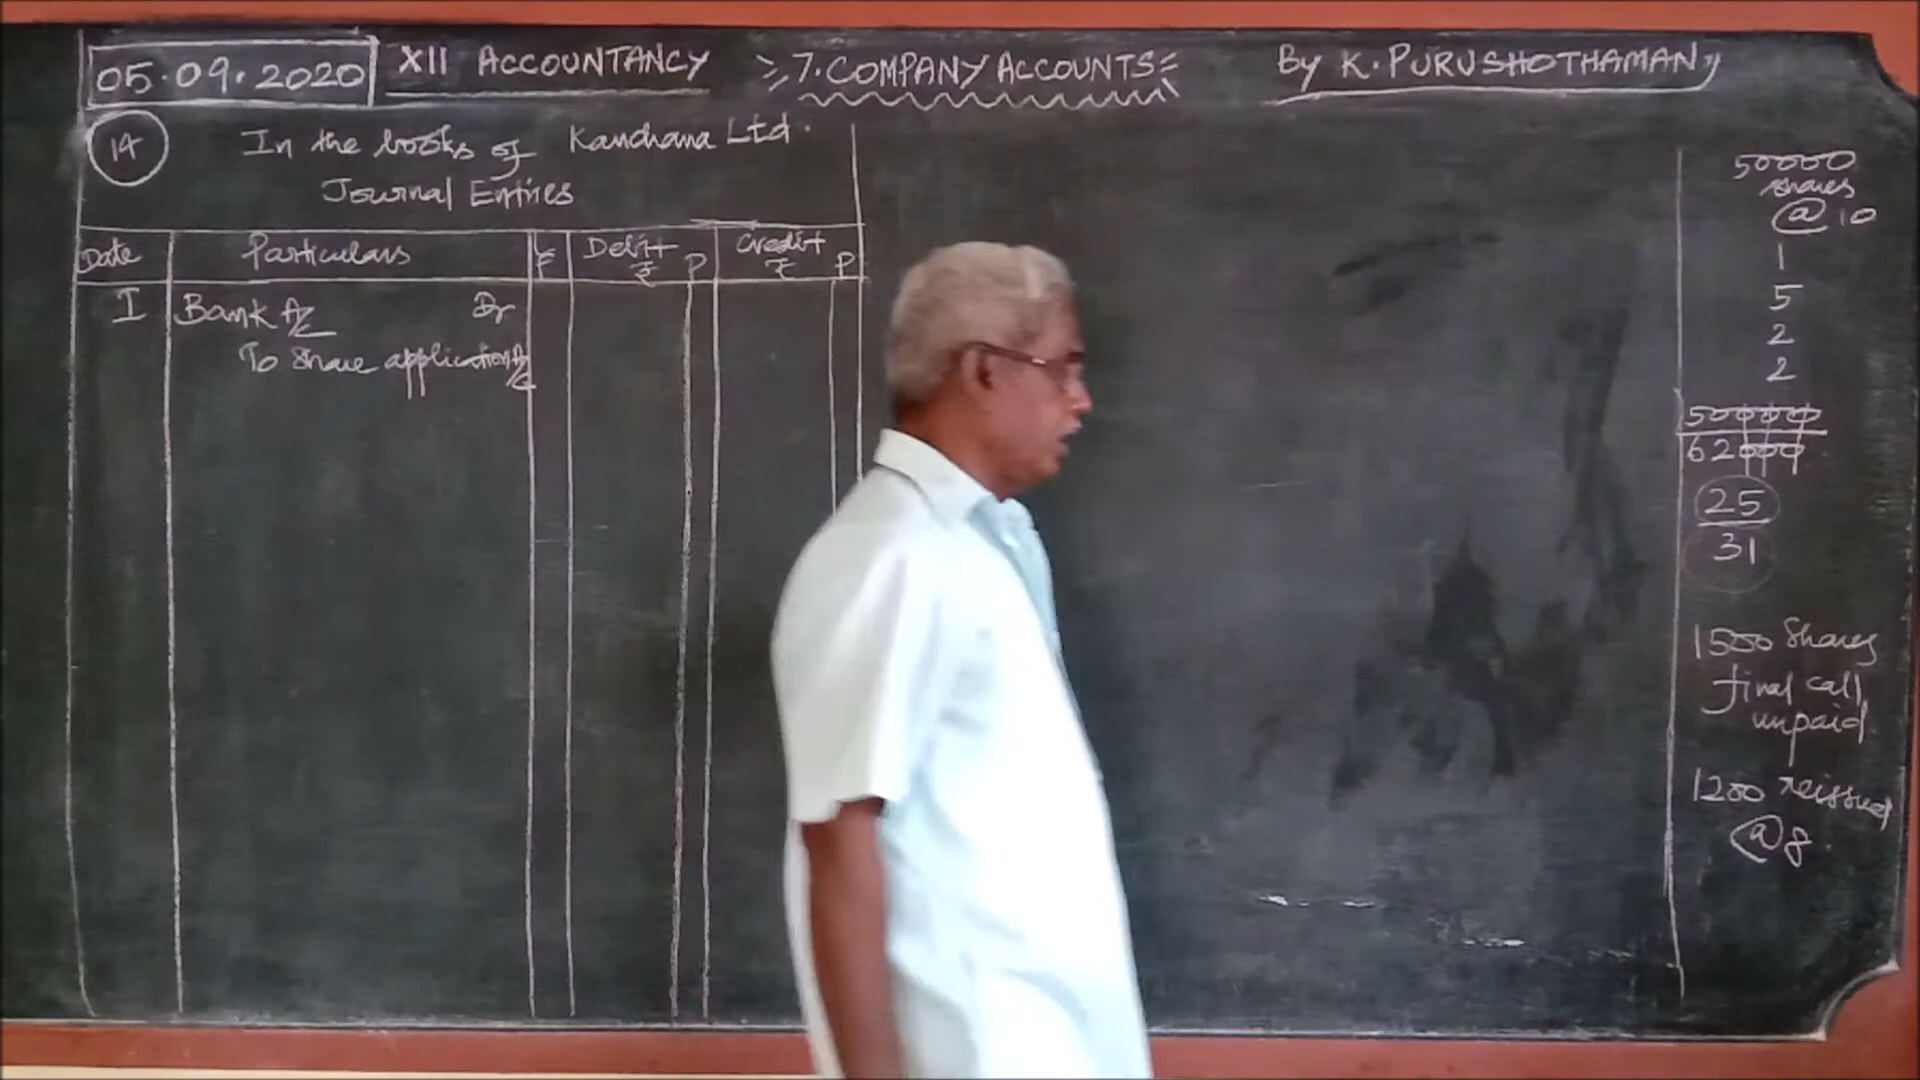 05.09.2020
XII ACCOUNTANCY
7. COMPANY ACCOUNTS
By K. PURUSHOTHAMAN
14
In the books of Kanchana Ltd.
Journal Entries
Date Particulars F Debit ₹ P Credit ₹ P
I Bank A/c Dr
To Share application A/c
50000
shares
@ 10
1
5
2
2
50000
62000
25
31
1500 Shares
final call
unpaid
1200 reissued
@ 8